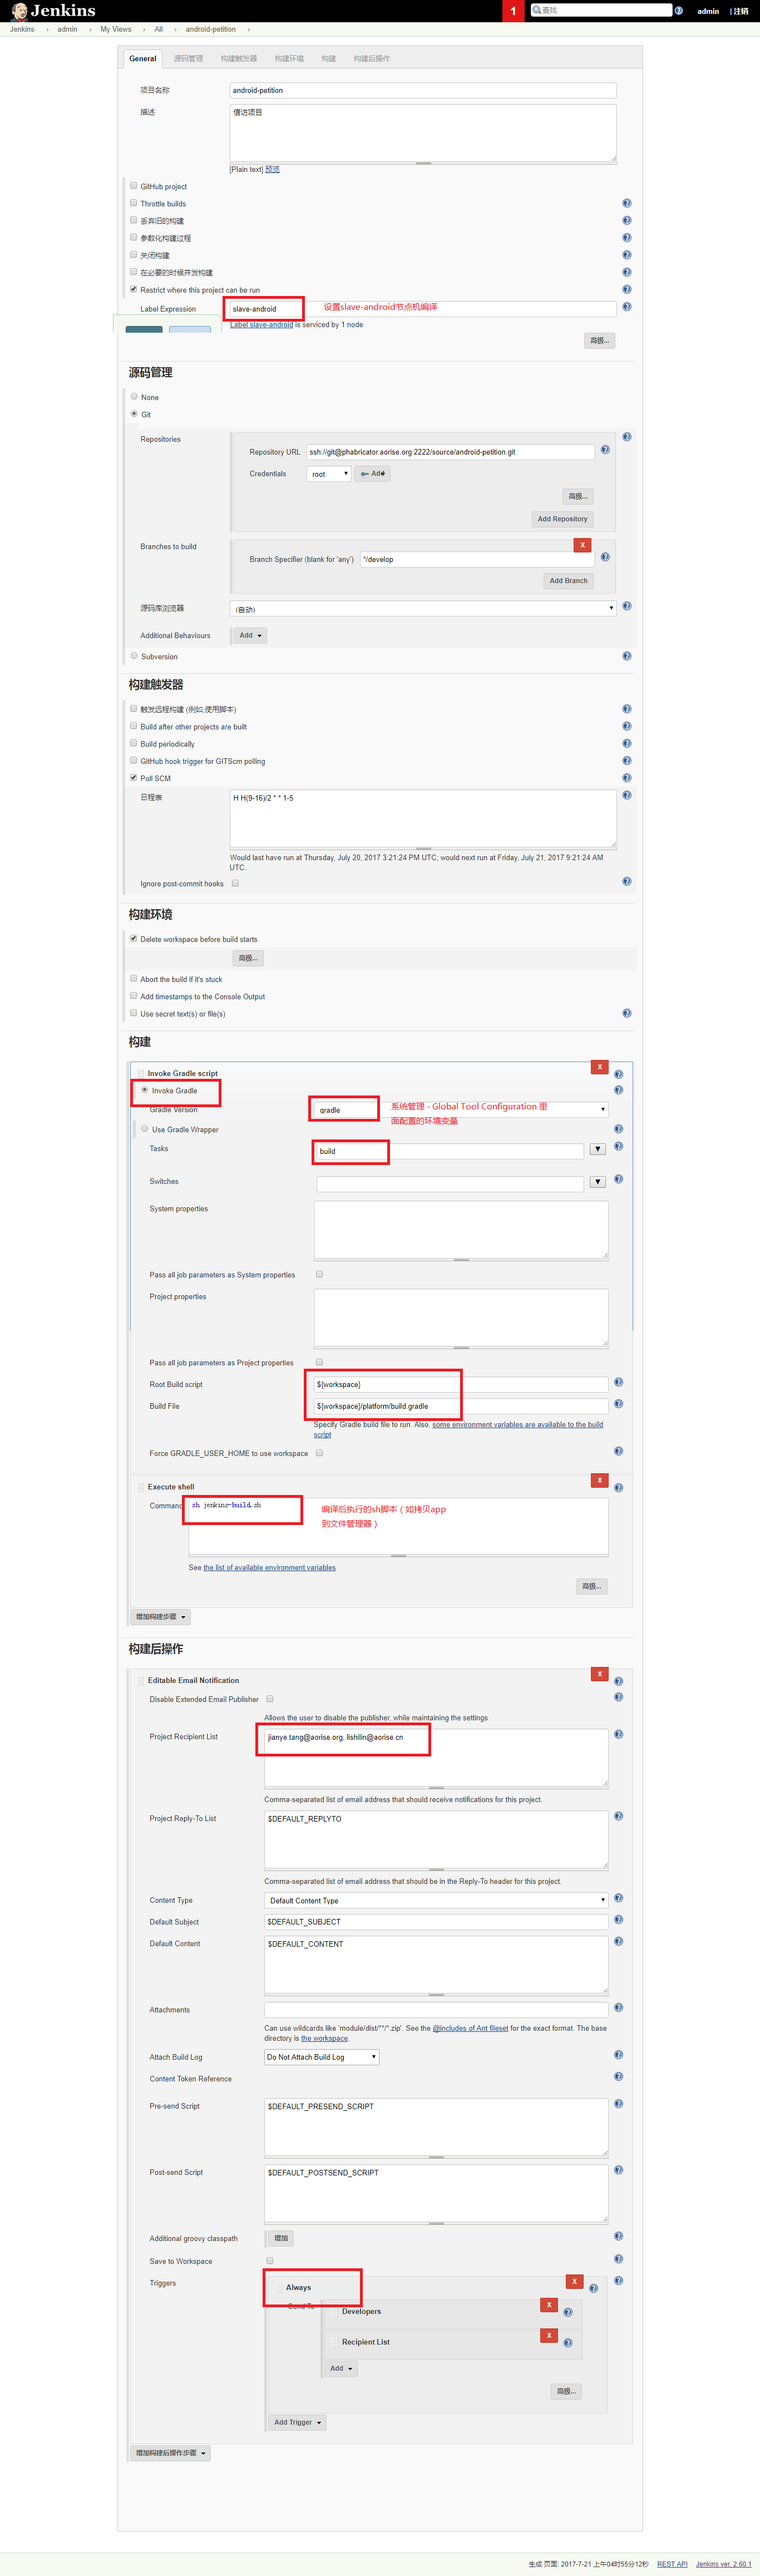 Jenkins
1
查找
admin
| 注销
Jenkins
admin
My Views
All
android-petition
General
源码管理
构建触发器
构建环境
构建
构建后操作
项目名称
android-petition
描述
信访项目
[Plain text] 预览
GitHub project
Throttle builds
丢弃旧的构建
参数化构建过程
关闭构建
在必要的时候并发构建
Restrict where this project can be run
Label Expression
slave-android
设置slave-android节点机编译
Label slave-android is serviced by 1 node
高级...
源码管理
None
Git
Repositories
Repository URL
ssh://git@phabricator.aorise.org:2222/source/android-petition.git
Credentials
root
Add
高级...
Add Repository
Branches to build
X
Branch Specifier (blank for 'any')
*/develop
Add Branch
源码库浏览器
(自动)
Additional Behaviours
Add
Subversion
构建触发器
触发远程构建 (例如,使用脚本)
Build after other projects are built
Build periodically
GitHub hook trigger for GITScm polling
Poll SCM
日程表
H H(9-16)/2 * * 1-5
Would last have run at Thursday, July 20, 2017 3:21:24 PM UTC; would next run at Friday, July 21, 2017 9:21:24 AM
UTC.
Ignore post-commit hooks
构建环境
Delete workspace before build starts
高级...
Abort the build if it's stuck
Add timestamps to the Console Output
Use secret text(s) or file(s)
构建
X
Invoke Gradle script
Invoke Gradle
Gradle Version
gradle
系统管理 - Global Tool Configuration 里
面配置的环境变量
Use Gradle Wrapper
Tasks
build
Switches
System properties
Pass all job parameters as System properties
Project properties
Pass all job parameters as Project properties
Root Build script
${workspace}
Build File
${workspace}/platform/build.gradle
Specify Gradle build file to run. Also, some environment variables are available to the build
script
Force GRADLE_USER_HOME to use workspace
X
Execute shell
Command
sh jenkins-build.sh
编译后执行的sh脚本（如拷贝app
到文件管理器）
See the list of available environment variables
高级...
增加构建步骤
构建后操作
X
Editable Email Notification
Disable Extended Email Publisher
Allows the user to disable the publisher, while maintaining the settings
Project Recipient List
jianye.tang@aorise.org, lishilin@aorise.cn
Comma-separated list of email address that should receive notifications for this project.
Project Reply-To List
$DEFAULT_REPLYTO
Comma-separated list of email address that should be in the Reply-To header for this project.
Content Type
Default Content Type
Default Subject
$DEFAULT_SUBJECT
Default Content
$DEFAULT_CONTENT
Attachments
Can use wildcards like 'module/dist/**/*.zip'. See the @includes of Ant fileset for the exact format. The base
directory is the workspace.
Attach Build Log
Do Not Attach Build Log
Content Token Reference
Pre-send Script
$DEFAULT_PRESEND_SCRIPT
Post-send Script
$DEFAULT_POSTSEND_SCRIPT
Additional groovy classpath
增加
Save to Workspace
Triggers
X
Always
Send To
X
Developers
X
Recipient List
Add
高级...
Add Trigger
增加构建后操作步骤
生成 页面: 2017-7-21 上午04时55分12秒
REST API
Jenkins ver. 2.60.1